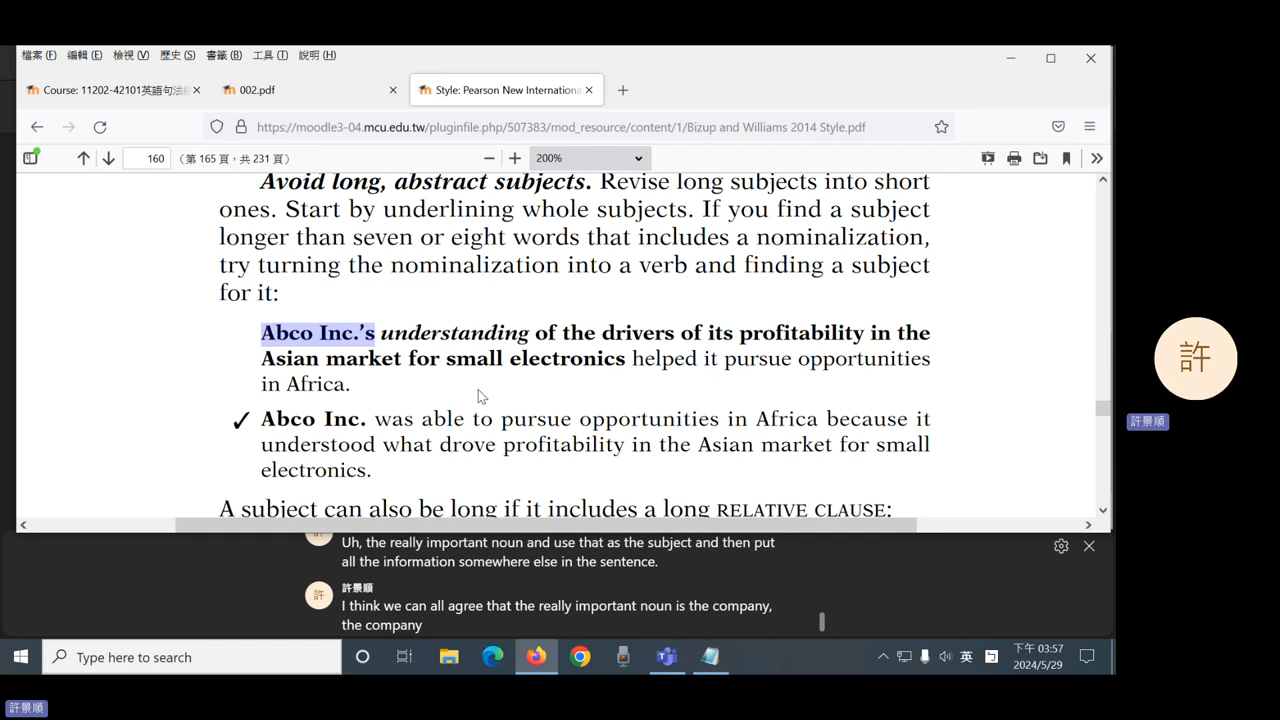 檔案(F) 編輯(E) 檢視(V) 歷史(S) 書籤(B) 工具(T) 說明(H)
Course: 11202-42101英語句法
002.pdf
Style: Pearson New Internationa
https://moodle3-04.mcu.edu.tw/pluginfile.php/507383/mod_resource/content/1/Bizup and Williams 2014 Style.pdf
160 (第 165 頁，共 231 頁) 200%
Avoid long, abstract subjects. Revise long subjects into short
ones. Start by underlining whole subjects. If you find a subject
longer than seven or eight words that includes a nominalization,
try turning the nominalization into a verb and finding a subject
for it:
Abco Inc.'s understanding of the drivers of its profitability in the
Asian market for small electronics helped it pursue opportunities
in Africa.
✓ Abco Inc. was able to pursue opportunities in Africa because it
understood what drove profitability in the Asian market for small
electronics.
A subject can also be long if it includes a long RELATIVE CLAUSE:
許
許景順
許
Uh, the really important noun and use that as the subject and then put
all the information somewhere else in the sentence.
許景順
許
I think we can all agree that the really important noun is the company,
the company
Type here to search
英
下午 03:57
2024/5/29
許景順